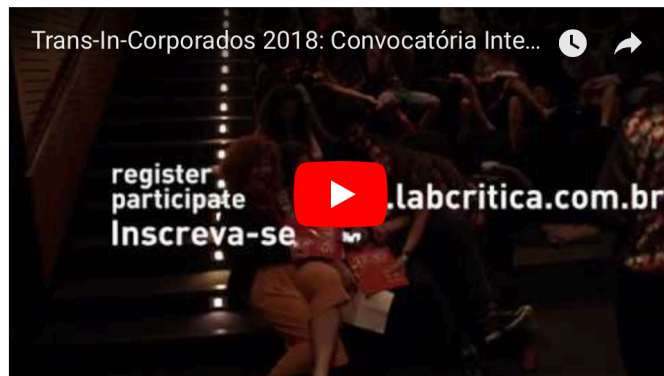 Trans-In-Corporados 2018: Convocatória Inte...
register
participate
Inscreva-se
.labcritica.com.br